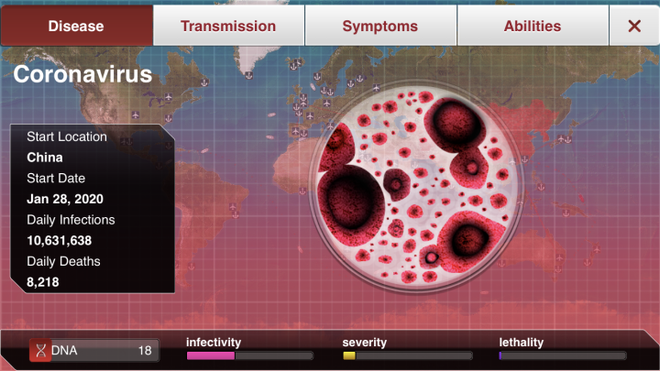 Disease
Transmission
Symptoms
Abilities
Coronavirus
Start Location
China
Start Date
Jan 28, 2020
Daily Infections
10,631,638
Daily Deaths
8,218
DNA 18
infectivity
severity
lethality